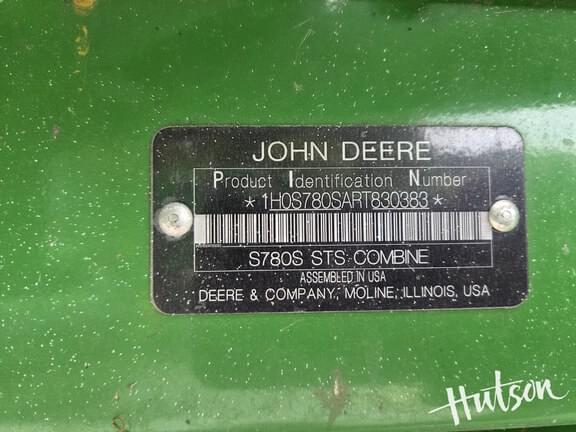 JOHN DEERE
Product Identification Number
*1H0S780SART830383*
S780S STS COMBINE
ASSEMBLED IN USA
DEERE & COMPANY, MOLINE, ILLINOIS, USA
Hutson